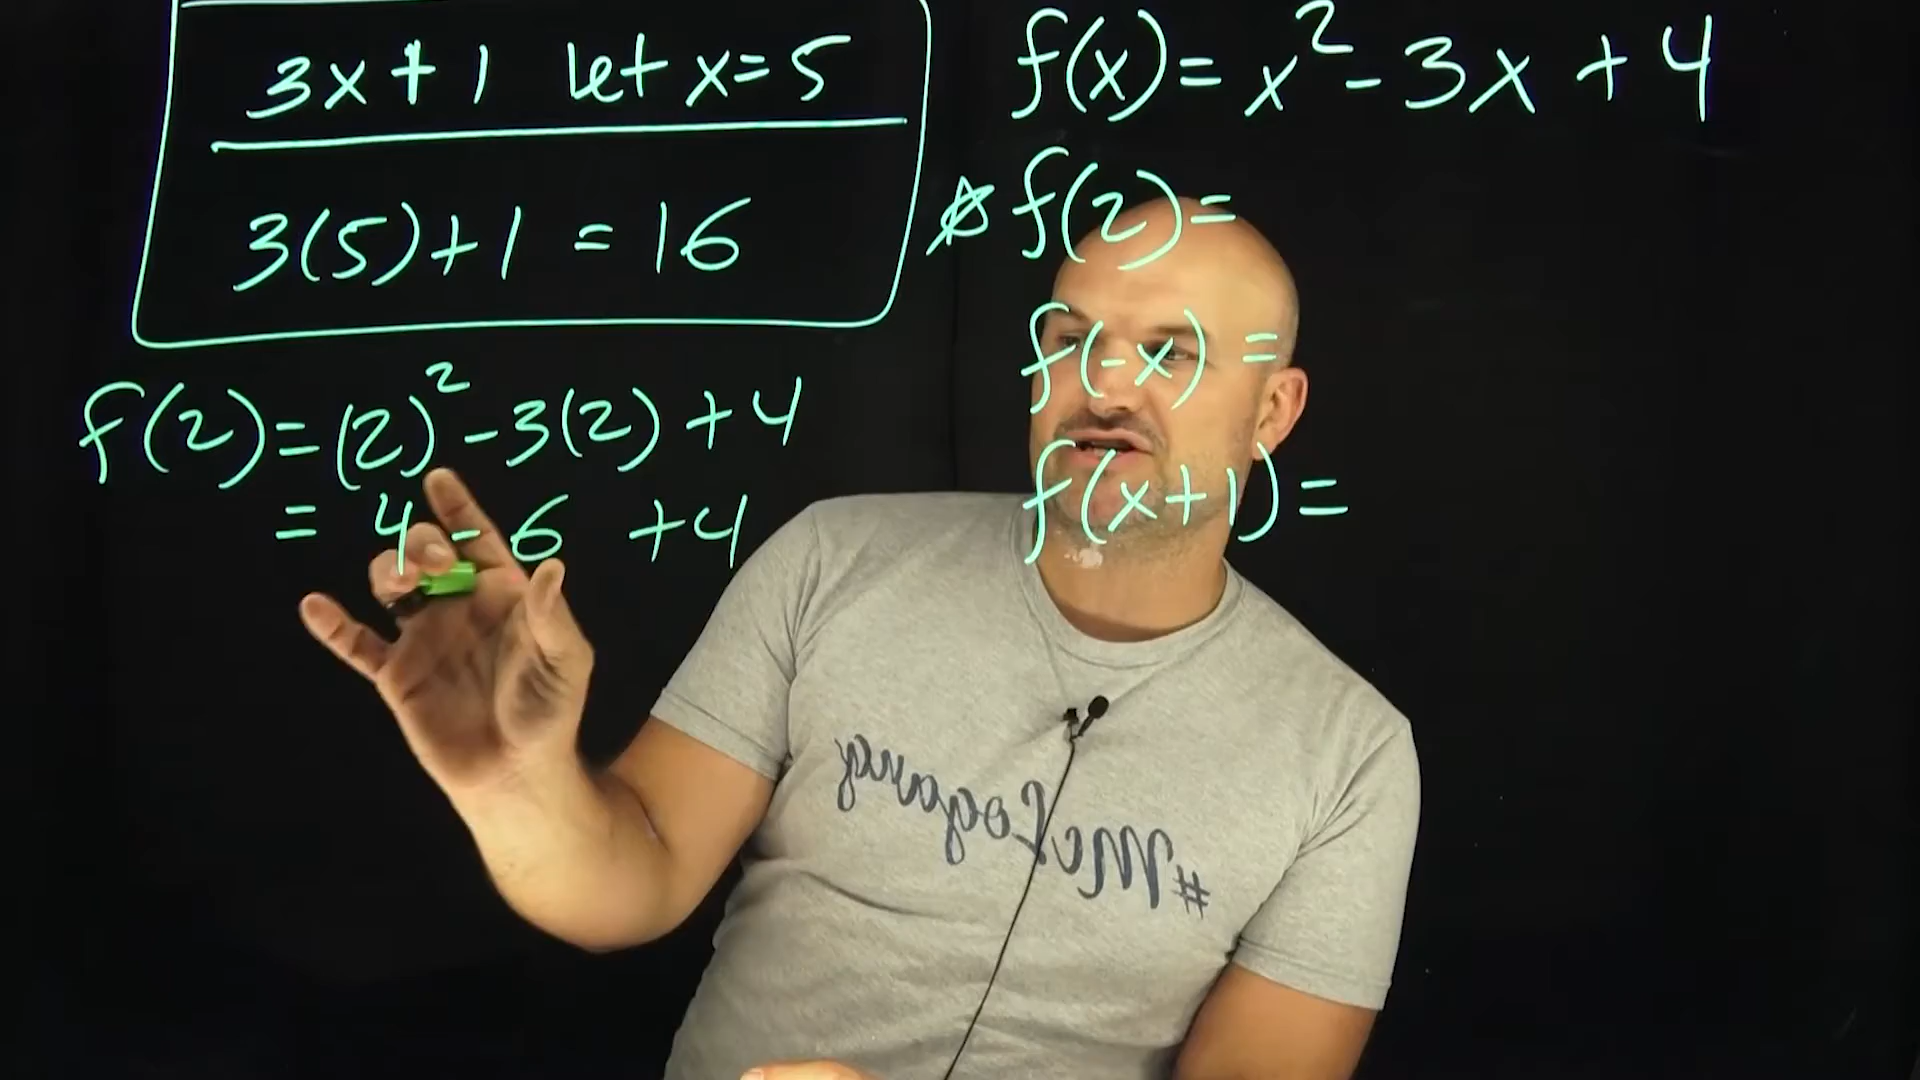 3x+1 let x=5
3(5)+1 = 16
f(2)=(2)²-3(2)+4
= 4-6+4
f(x)=x²-3x+4
☆ f(2)=
f(-x)=
f(x+1)=
#McLogang